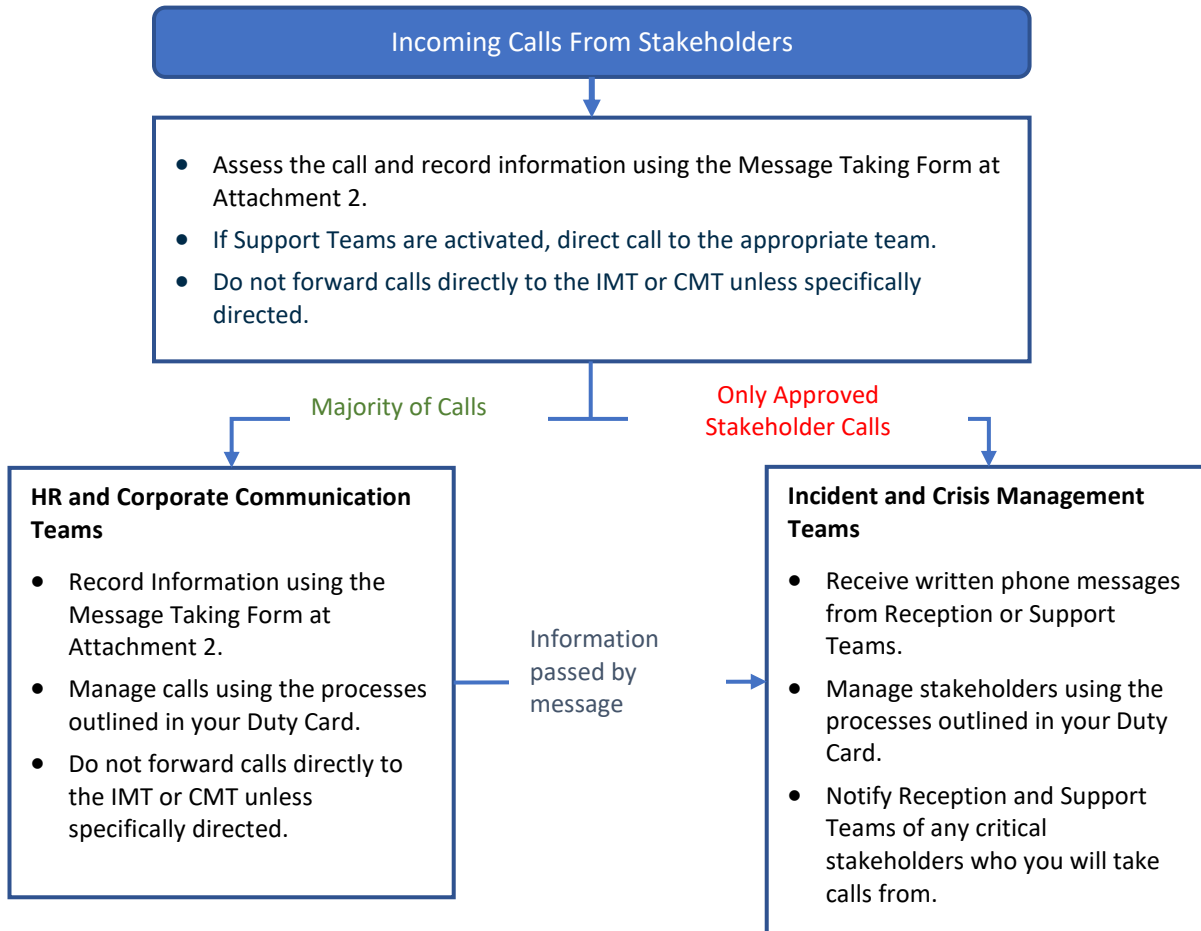 Incoming Calls From Stakeholders
• Assess the call and record information using the Message Taking Form at
Attachment 2.
• If Support Teams are activated, direct call to the appropriate team.
• Do not forward calls directly to the IMT or CMT unless specifically
directed.
Majority of Calls
Only Approved
Stakeholder Calls
HR and Corporate Communication
Teams
• Record Information using the
Message Taking Form at
Attachment 2.
• Manage calls using the processes
outlined in your Duty Card.
• Do not forward calls directly to
the IMT or CMT unless
specifically directed.
Information
passed by
message
Incident and Crisis Management
Teams
• Receive written phone messages
from Reception or Support
Teams.
• Manage stakeholders using the
processes outlined in your Duty
Card.
• Notify Reception and Support
Teams of any critical
stakeholders who you will take
calls from.